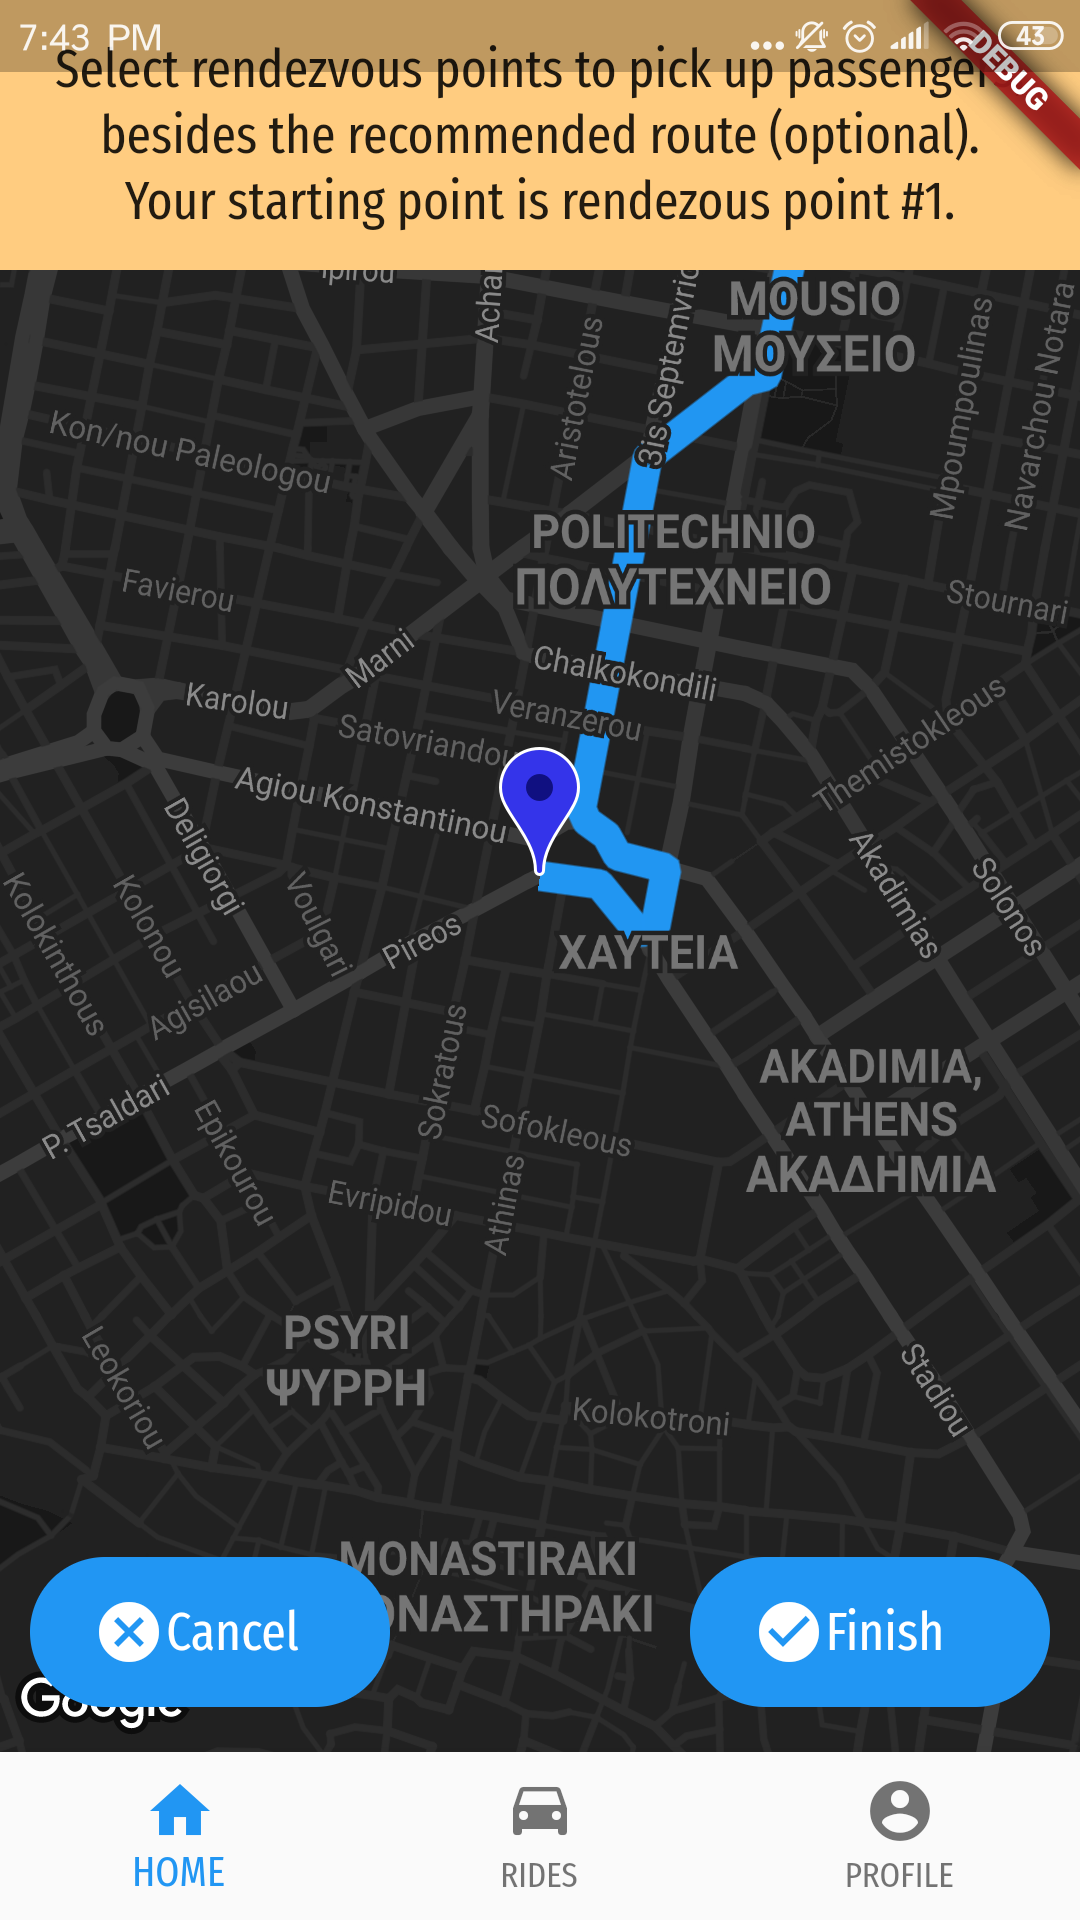 7:43 PM
43
DEBUG
Select rendezvous points to pick up
besides the recommended route (optional).
Your starting point is rendezous point #1.
Ipirou
MOUSIO
ΜΟΥΣΕΙΟ
Aristotelous
3is Septemvriou
Mpoumpoulinas
Navarchou Notara
Kon/nou Paleologou
POLITECHNIO
ΠΟΛΥΤΕΧΝΕΙΟ
Favierou
Stournari
Marni
Chalkokondili
Karolou
Veranzerou
Satovriandou
Themistokleous
Agiou Konstantinou
Deligiorgi
Akadimias
Solonos
Kolokinthous
Kolonou
Voulgari
Pireos
ΧΑΥΤΕΙΑ
Agisilaou
Sokratous
AKADIMIA,
ATHENS
ΑΚΑΔΗΜΙΑ
P. Tsaldari
Epikourou
Sofokleous
Evripidou
Athinas
PSYRI
ΨΥΡΡΗ
Leokoriou
Stadiou
Kolokotroni
MONASTIRAKI
ΟΝΑΣΤΗΡΑΚΙ
Cancel
Finish
Google
HOME
RIDES
PROFILE